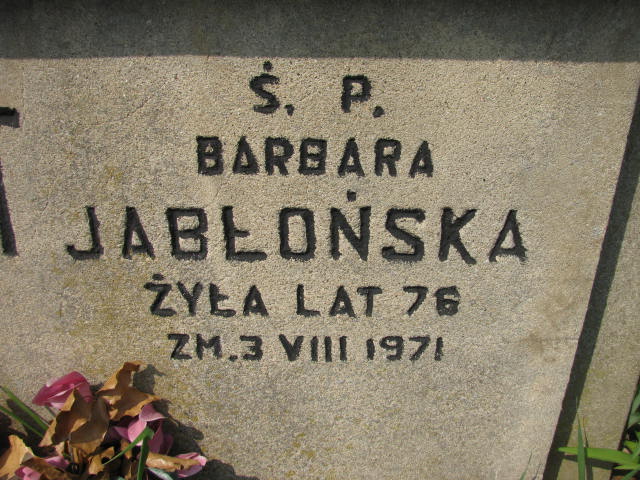 Ś. P.
BARBARA
JABŁOŃSKA
ŻYŁA LAT 76
ZM. 3 VIII 1971